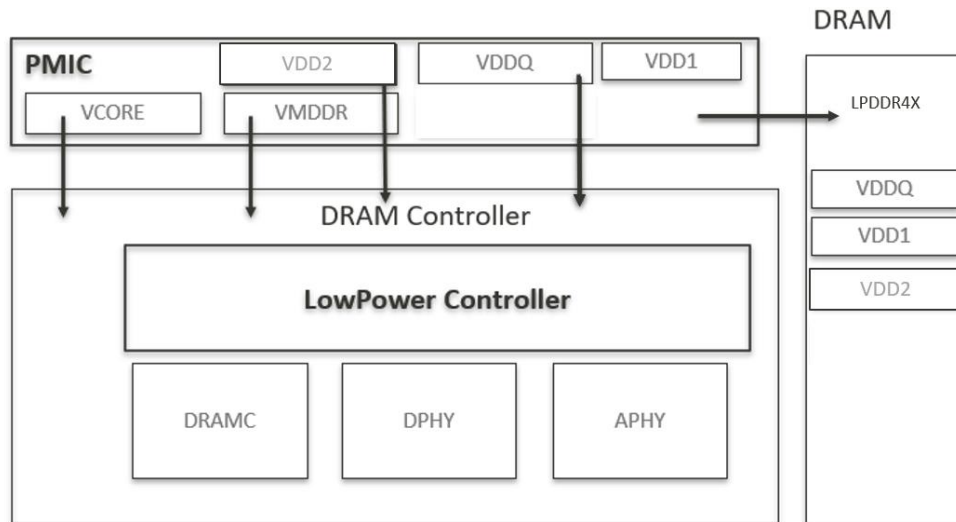 DRAM
PMIC
VDD2
VDDQ
VDD1
VCORE
VMDDR
LPDDR4X
VDDQ
VDD1
VDD2
DRAM Controller
LowPower Controller
DRAMC
DPHY
APHY